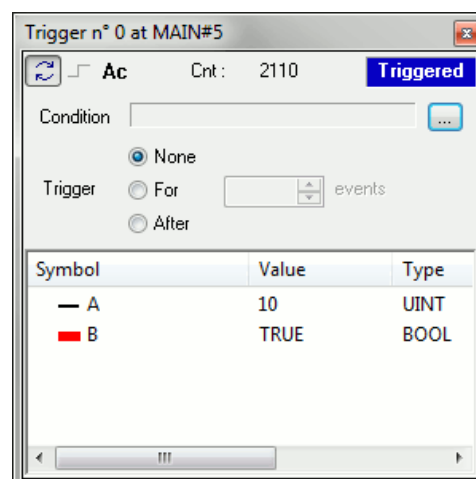 Trigger n° 0 at MAIN#5
Ac Cnt : 2110 Triggered
Condition ...
None
Trigger For events
After
Symbol Value Type
A 10 UINT
B TRUE BOOL